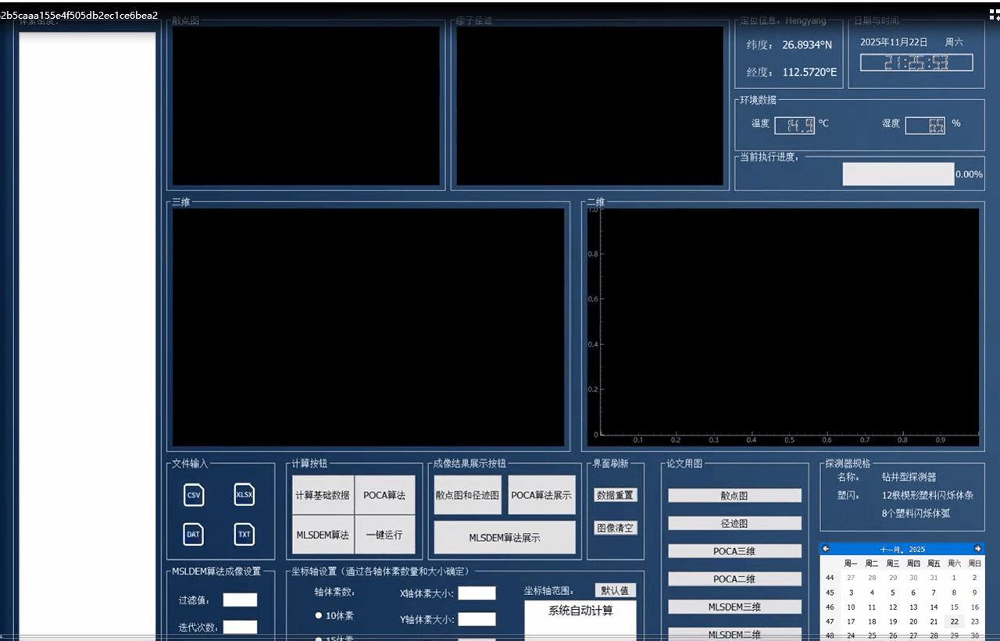 2b5caaa155e4f505db2ec1ce6bea2
体素密度:
散点图
缪子径迹
定位信息: Hengyang
纬度: 26.8934°N
经度: 112.5720°E
日期与时间
2025年11月22日 周六
21:25:53
环境数据
温度 14.9 °C
湿度 %
当前执行进度:
0.00%
三维
二维
1.0
0.8
0.6
0.4
0.2
0
0.1 0.2 0.3 0.4 0.5 0.6 0.7 0.8 0.9
文件输入
CSV XLSX
DAT TXT
计算按钮
计算基础数据 POCA算法
MLSDEM算法 一键运行
成像结果展示按钮
散点图和径迹图 POCA算法展示
MLSDEM算法展示
界面刷新
数据重置
图像清空
论文用图
散点图
径迹图
POCA三维
POCA二维
MLSDEM三维
MLSDEM二维
探测器规格
名称: 钻井型探测器
塑闪: 12根楔形塑料闪烁体条
8个塑料闪烁体弧
MSLDEM算法成像设置
过滤值:
迭代次数:
坐标轴设置（通过各轴体素数量和大小确定）
轴体素数:
10体素
15体素
X轴体素大小:
Y轴体素大小:
坐标轴范围: 默认值
系统自动计算
十一月, 2025
周一 周二 周三 周四 周五 周六 周日
44 27 28 29 30 31 1 2
45 3 4 5 6 7 8 9
46 10 11 12 13 14 15 16
47 17 18 19 20 21 22 23
48 24 25 26 27 28 29 30